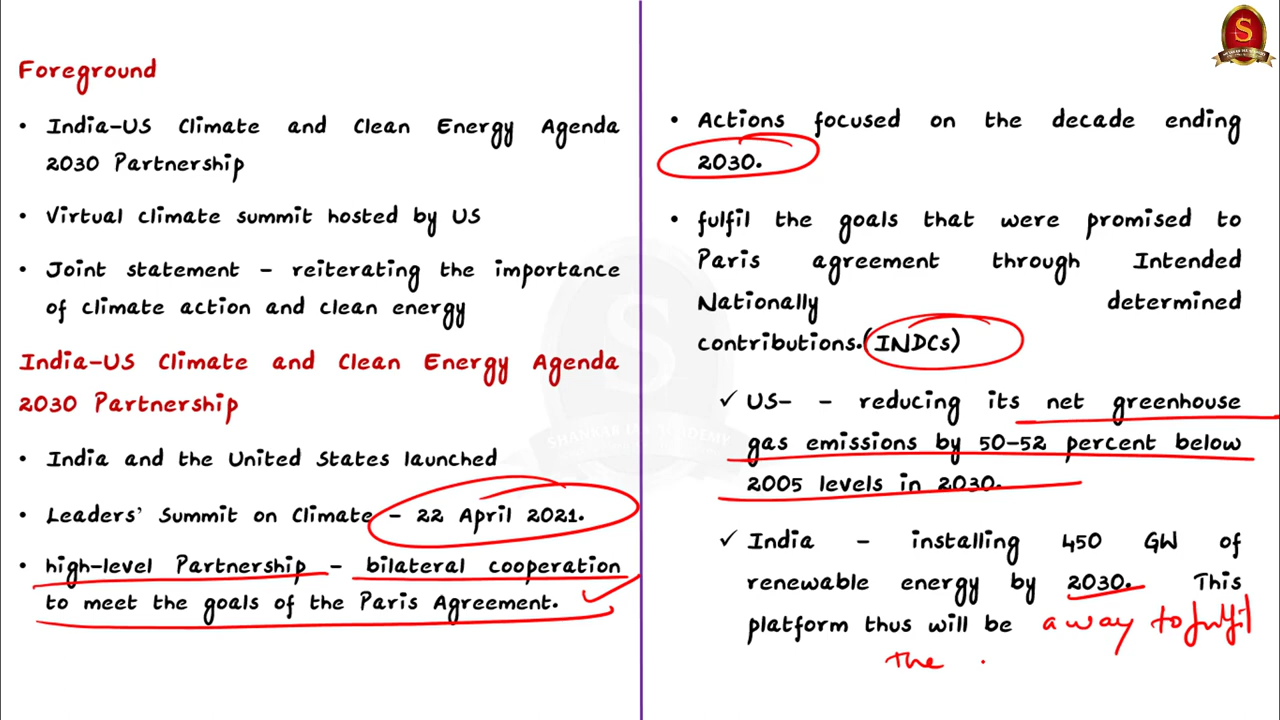 Foreground
• India-US Climate and Clean Energy Agenda
2030 Partnership
• Virtual climate summit hosted by US
• Joint statement – reiterating the importance
of climate action and clean energy
India-US Climate and Clean Energy Agenda
2030 Partnership
• India and the United States launched
• Leaders' Summit on Climate – 22 April 2021.
• high-level Partnership – bilateral cooperation
to meet the goals of the Paris Agreement.
S
SHANKAR IAS ACADEMY
• Actions focused on the decade ending
2030.
• fulfil the goals that were promised to
Paris agreement through Intended
Nationally determined
contributions.(INDCs)
✓ US- - reducing its net greenhouse
gas emissions by 50-52 percent below
2005 levels in 2030.
✓ India – installing 450 GW of
renewable energy by 2030. This
platform thus will be a way to fulfil
the .
S
SHANKAR IAS ACADEMY